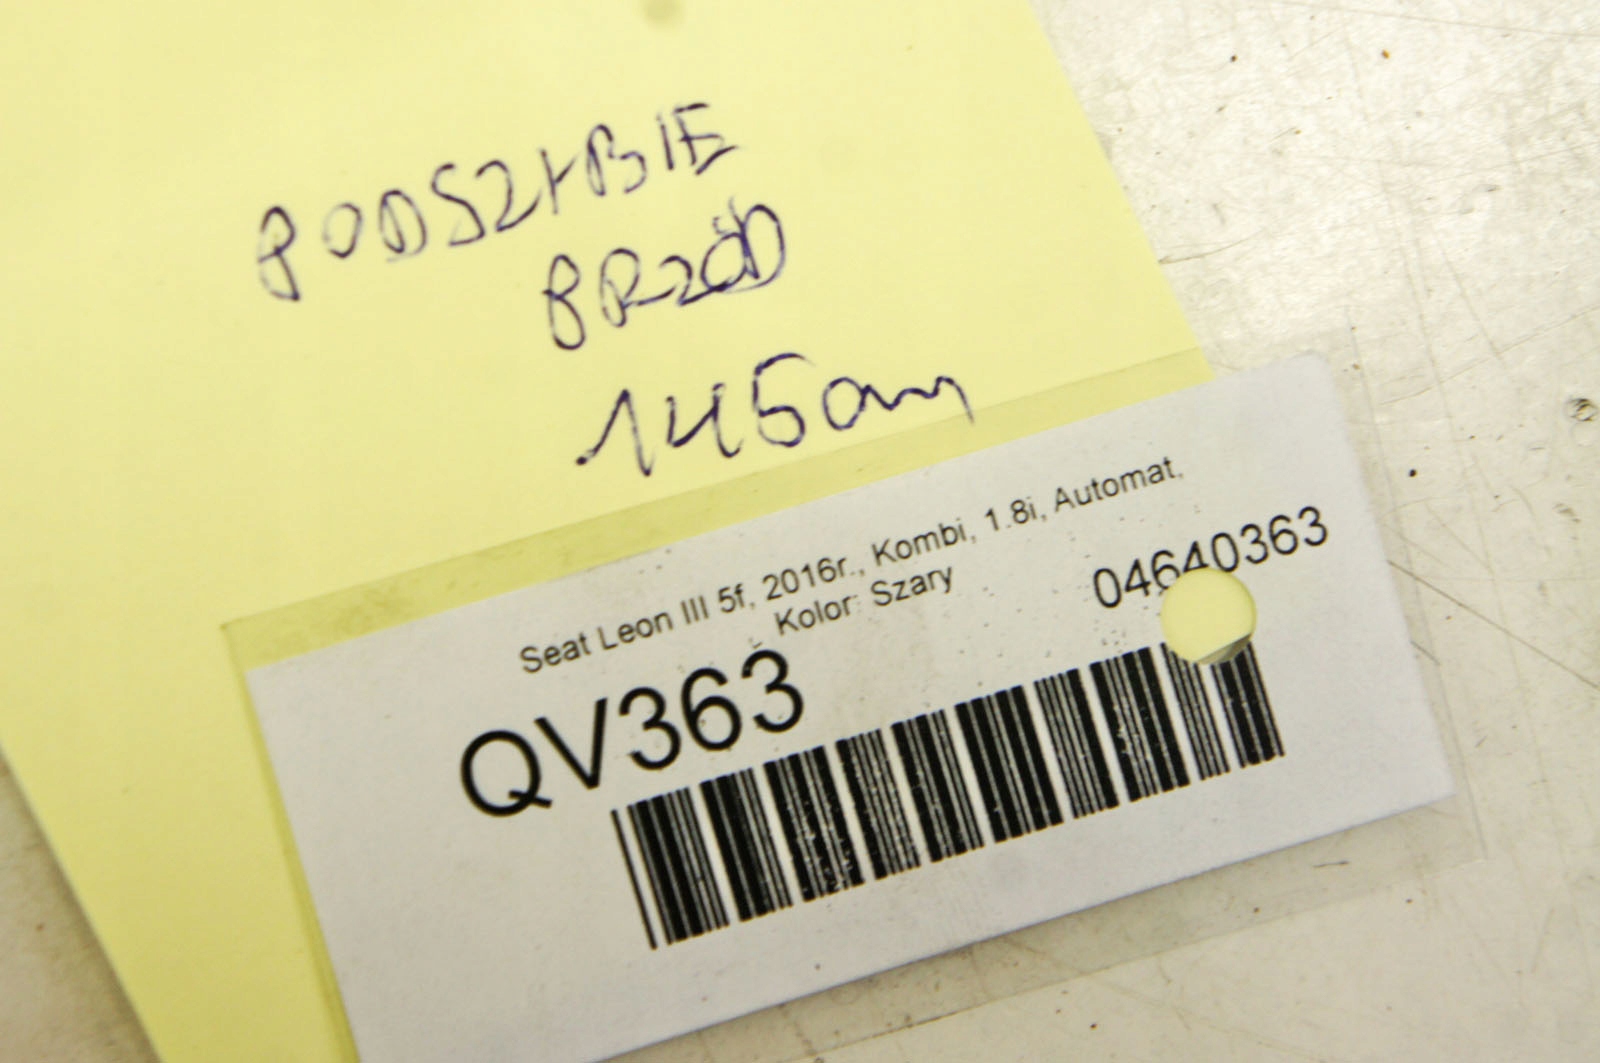 PODSZYBIE
PRZÓD
145cm
Seat Leon III 5f, 2016r., Kombi, 1.8i, Automat,
Kolor: Szary
04640363
QV363